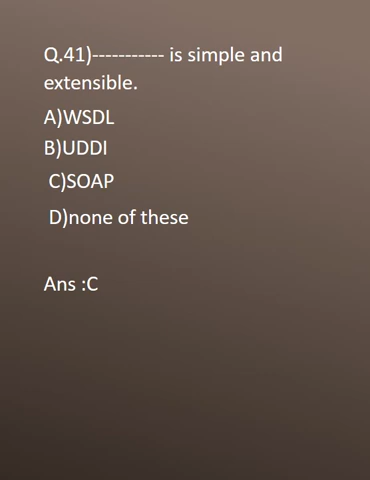 Q.41)----------- is simple and
extensible.
A)WSDL
B)UDDI
C)SOAP
D)none of these
Ans :C